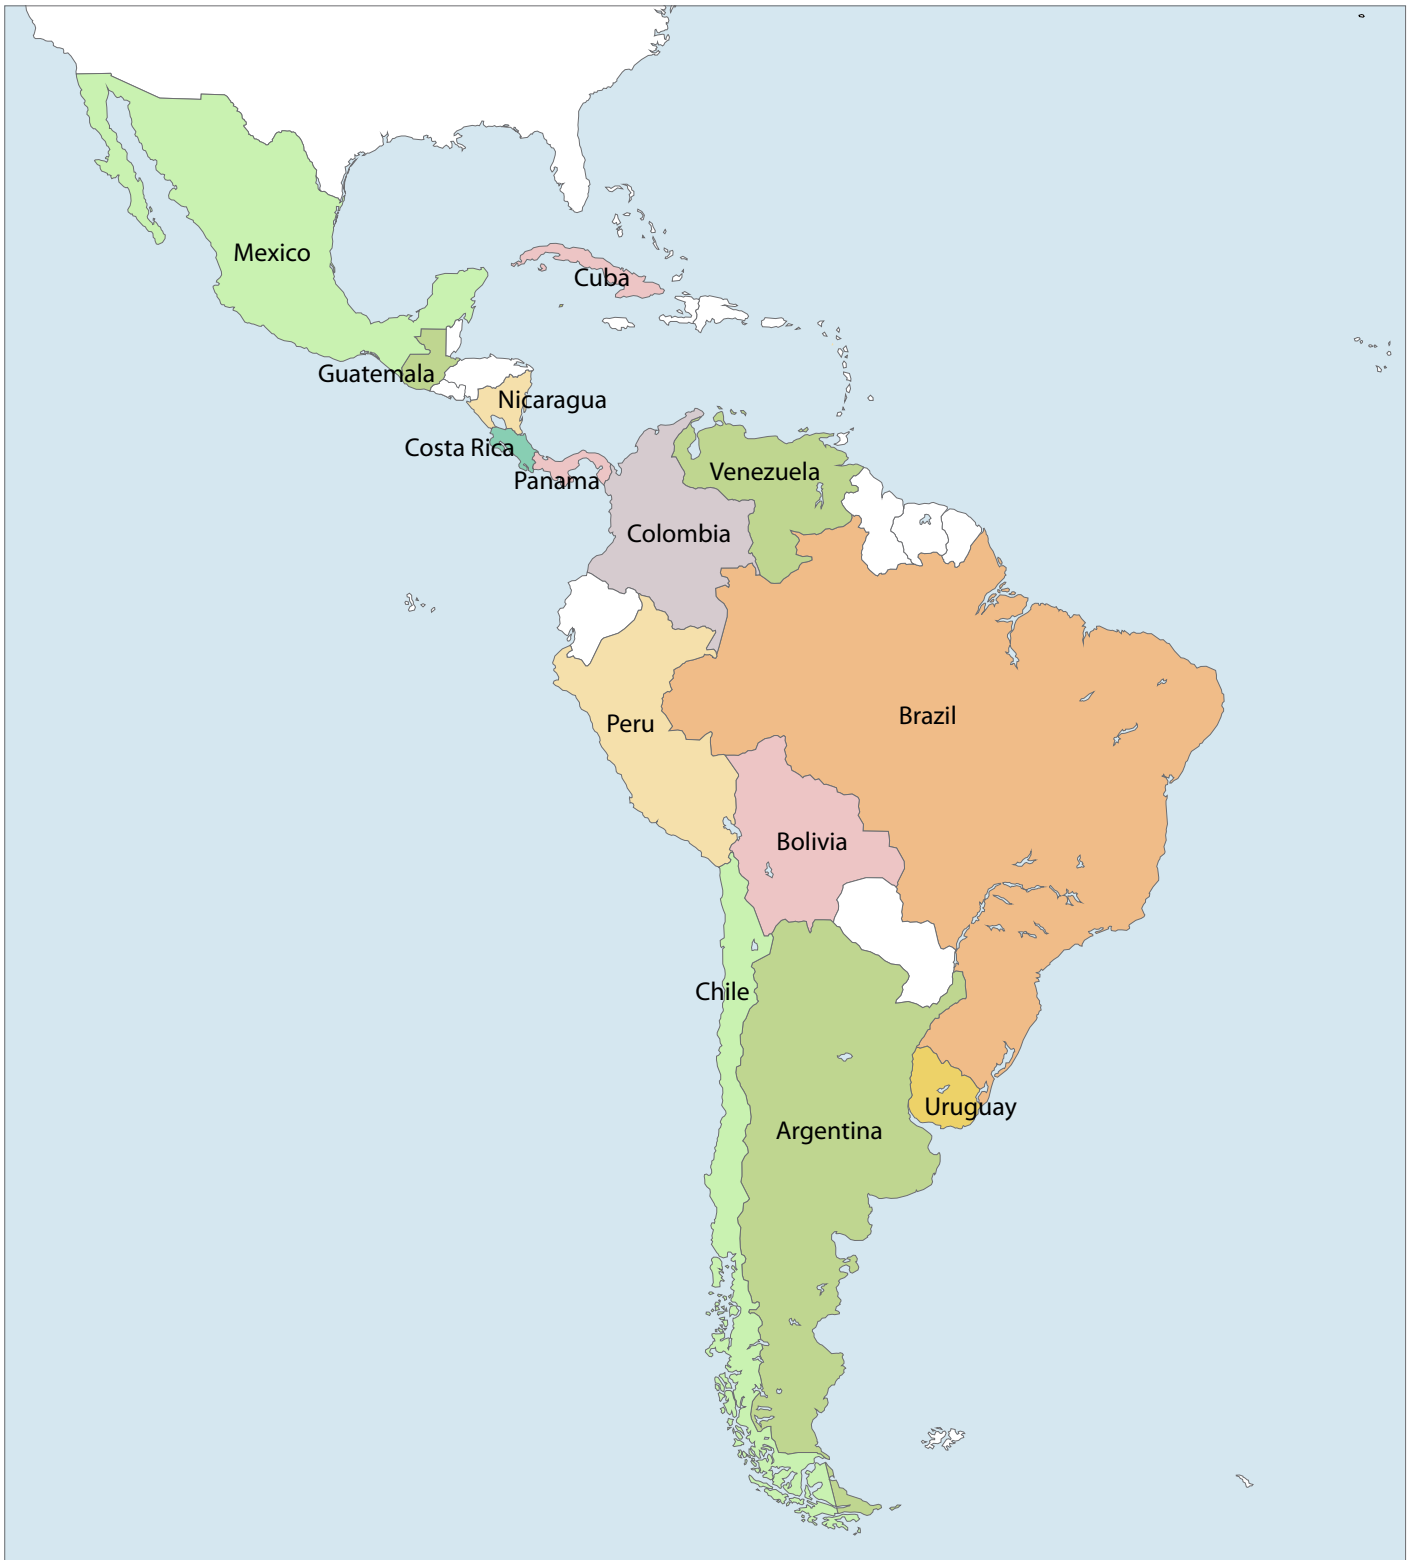 Mexico
Cuba
Guatemala
Nicaragua
Costa Rica
Panama
Venezuela
Colombia
Brazil
Peru
Bolivia
Chile
Uruguay
Argentina